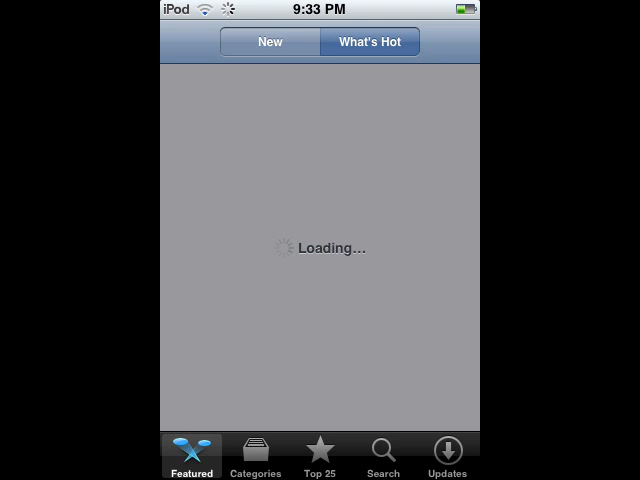 iPod 9:33 PM
New What's Hot
Loading...
Featured Categories Top 25 Search Updates